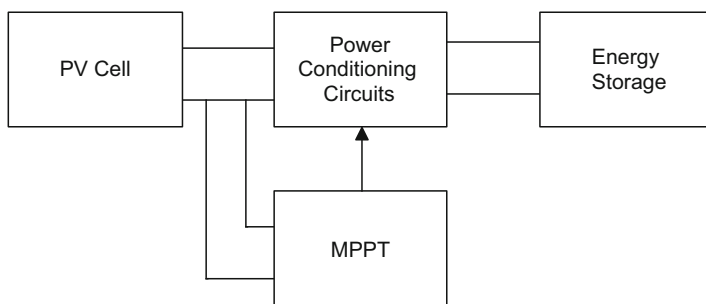 PV Cell
Power
Conditioning
Circuits
Energy
Storage
MPPT